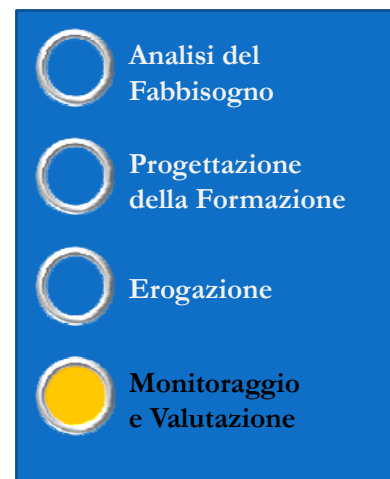 Analisi del
Fabbisogno
Progettazione
della Formazione
Erogazione
Monitoraggio
e Valutazione